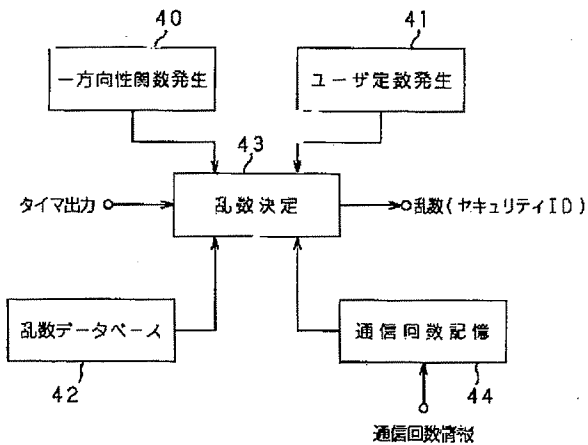 40
41
一方向性関数発生
ユーザ定数発生
43
タイマ出力
乱数決定
乱数(セキュリティID)
乱数データベース
通信回数記憶
42
44
通信回数情報